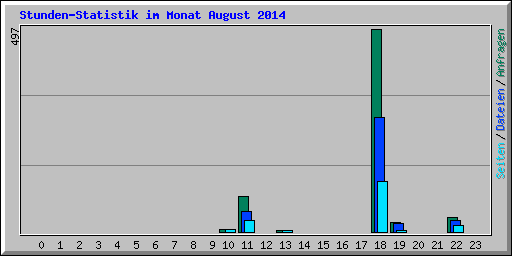 Stunden-Statistik im Monat August 2014
497
Seiten/Dateien/Anfragen
0 1 2 3 4 5 6 7 8 9 10 11 12 13 14 15 16 17 18 19 20 21 22 23